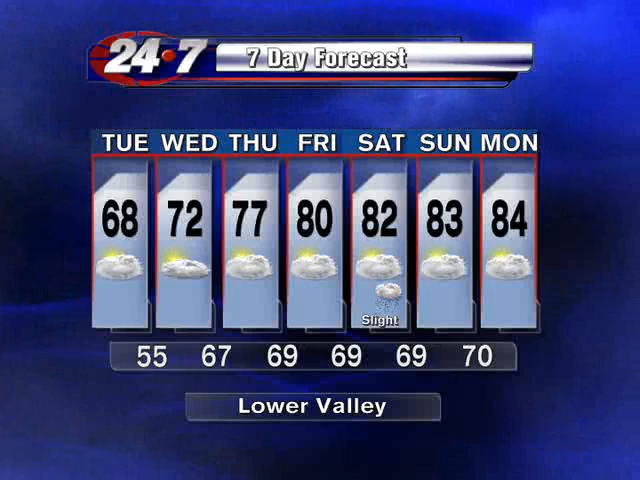 24·7 7 Day Forecast
TUE WED THU FRI SAT SUN MON
68 72 77 80 82 83 84
Slight
55 67 69 69 69 70
Lower Valley